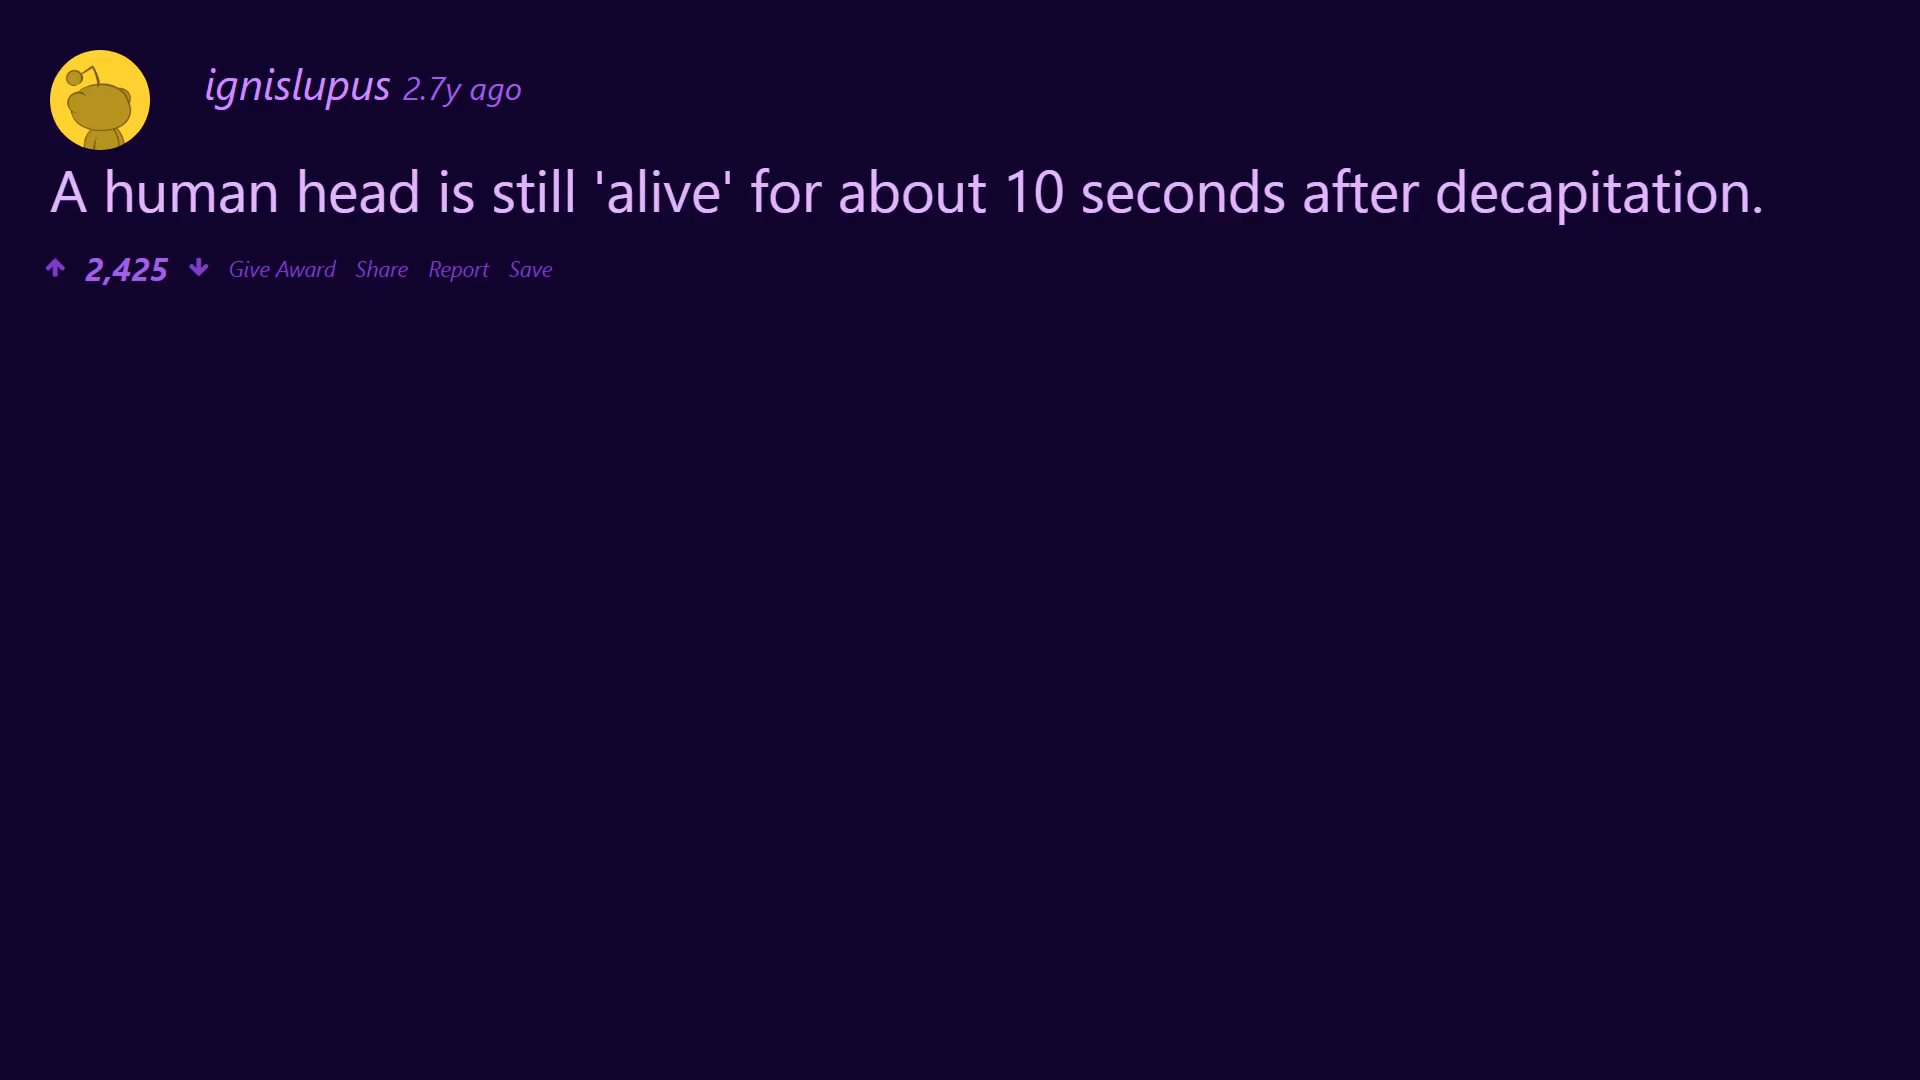 ignislupus 2.7y ago
A human head is still 'alive' for about 10 seconds after decapitation.
2,425 Give Award Share Report Save